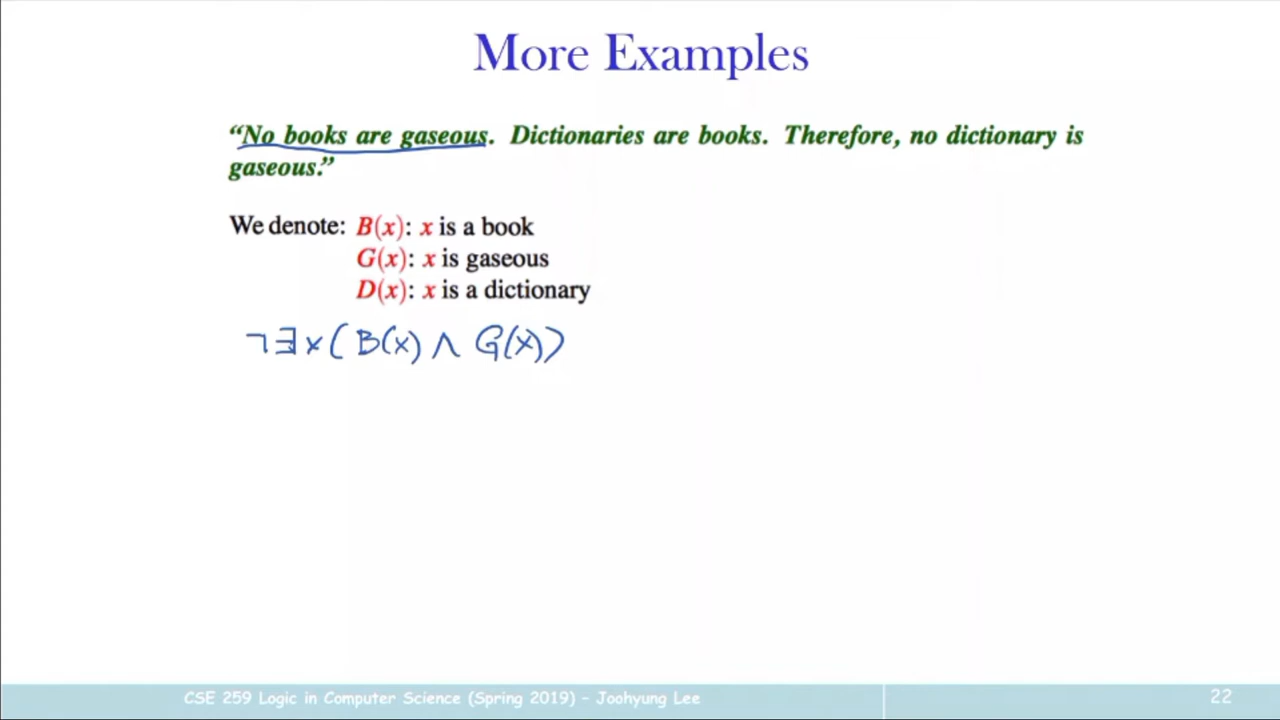 More Examples
“No books are gaseous. Dictionaries are books. Therefore, no dictionary is
gaseous.”
We denote: B(x): x is a book
G(x): x is gaseous
D(x): x is a dictionary
¬∃x(B(x) ∧ G(x))
CSE 259 Logic in Computer Science (Spring 2019) – Joohyung Lee
22